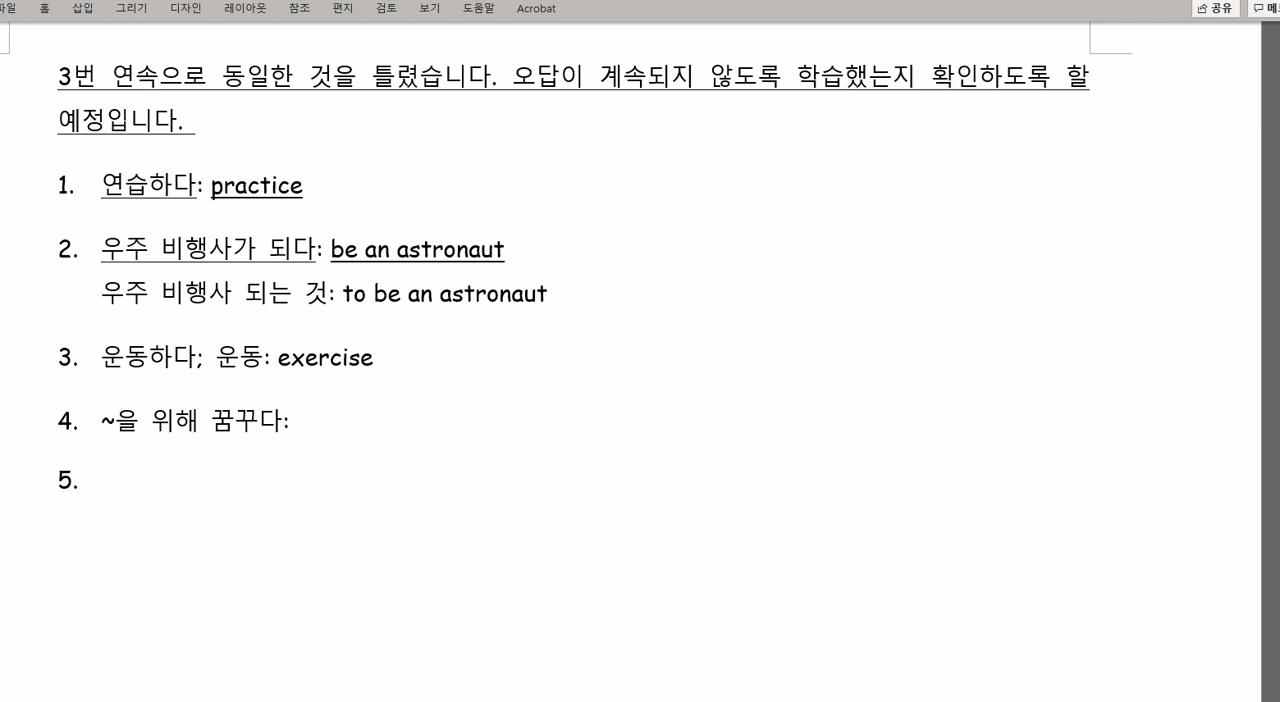 파일 홈 삽입 그리기 디자인 레이아웃 참조 편지 검토 보기 도움말 Acrobat 공유
3번 연속으로 동일한 것을 틀렸습니다. 오답이 계속되지 않도록 학습했는지 확인하도록 할
예정입니다.
1. 연습하다: practice
2. 우주 비행사가 되다: be an astronaut
우주 비행사 되는 것: to be an astronaut
3. 운동하다; 운동: exercise
4. ~을 위해 꿈꾸다:
5.